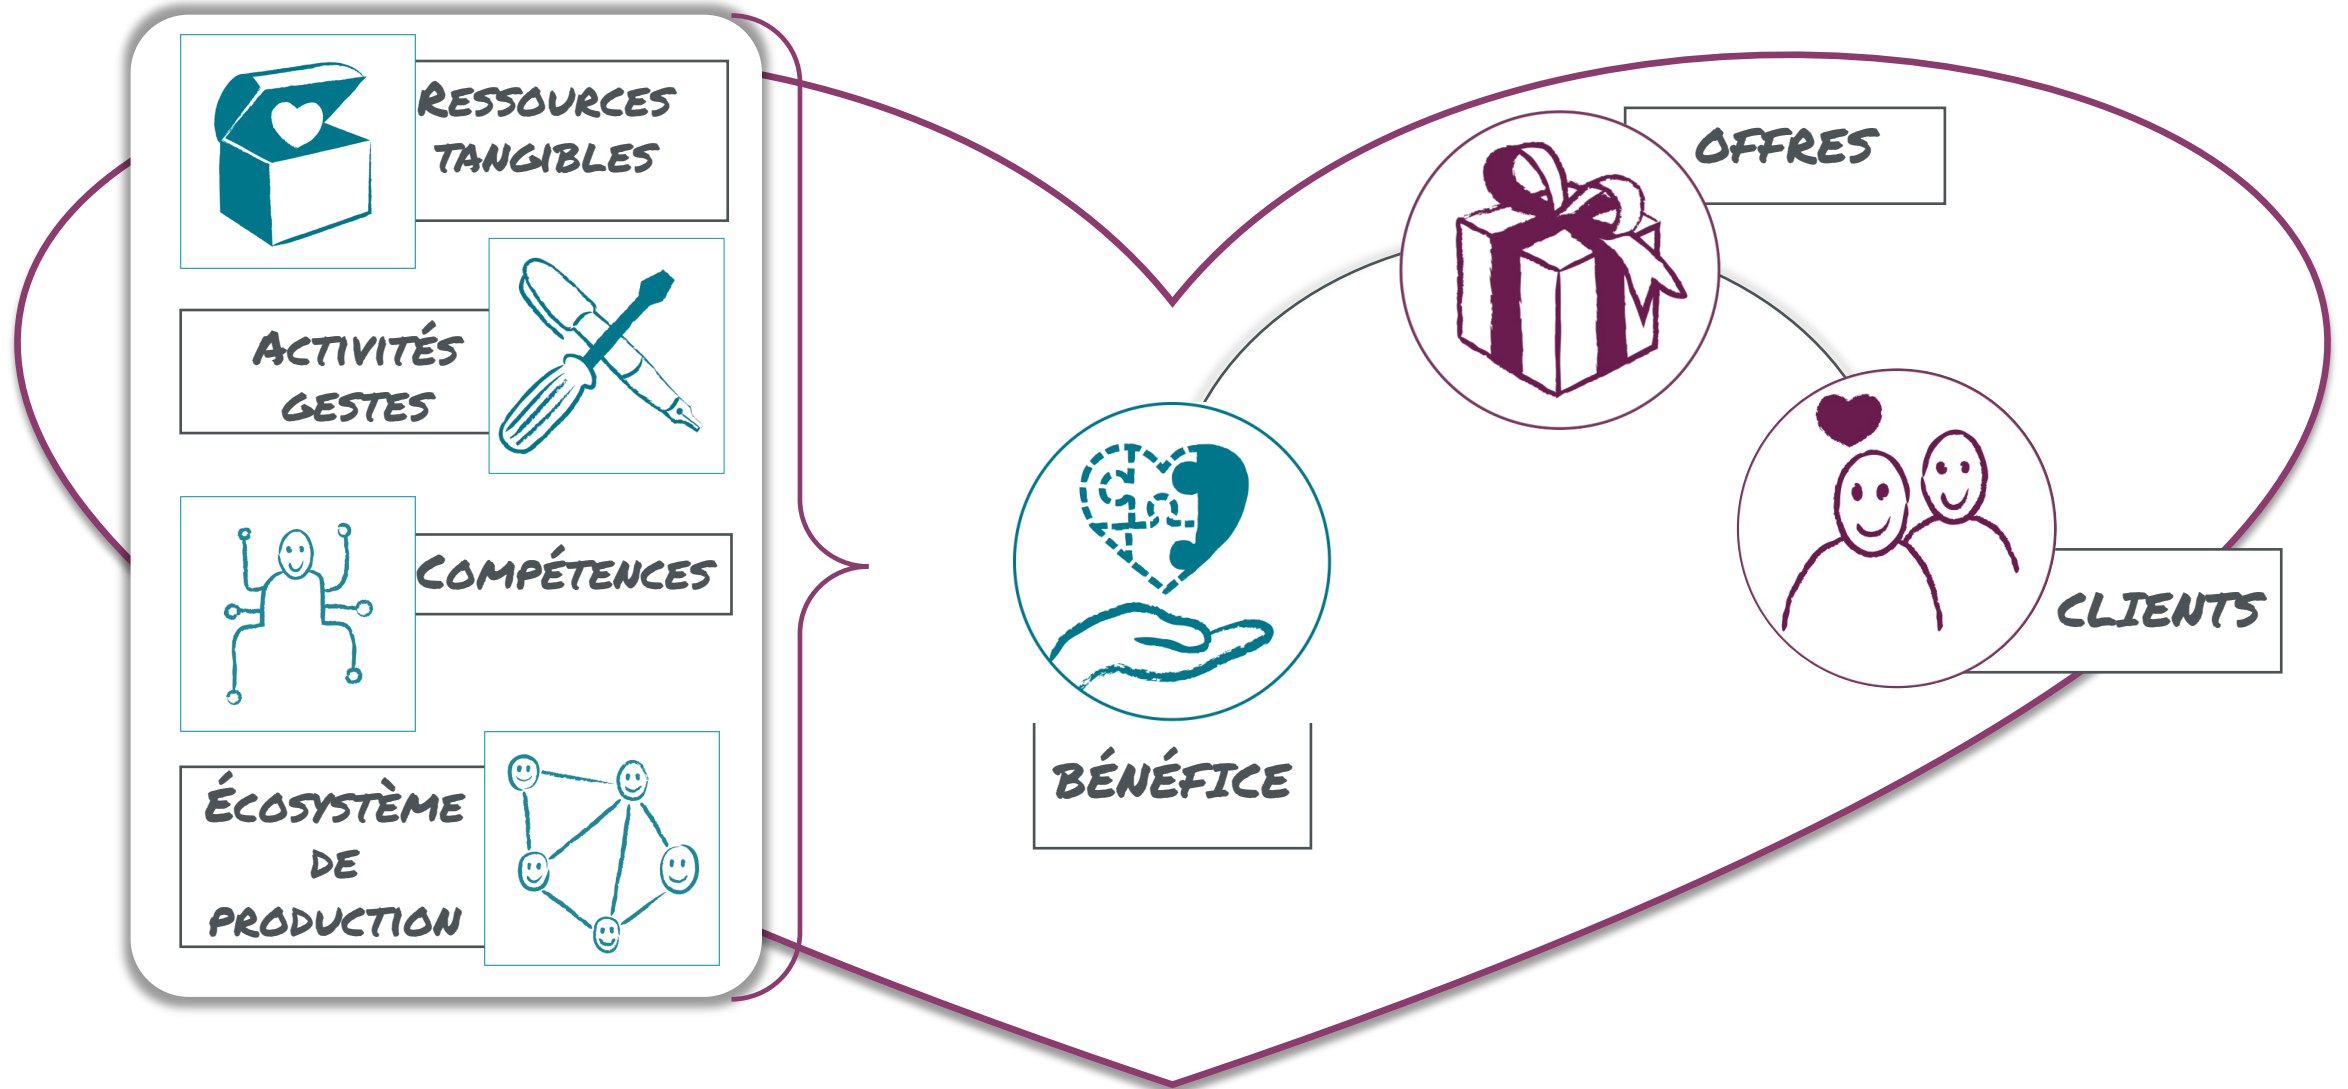 Ressources
tangibles
Activités
gestes
Compétences
Écosystème
de
production
BÉNÉFICE
OFFRES
CLIENTS